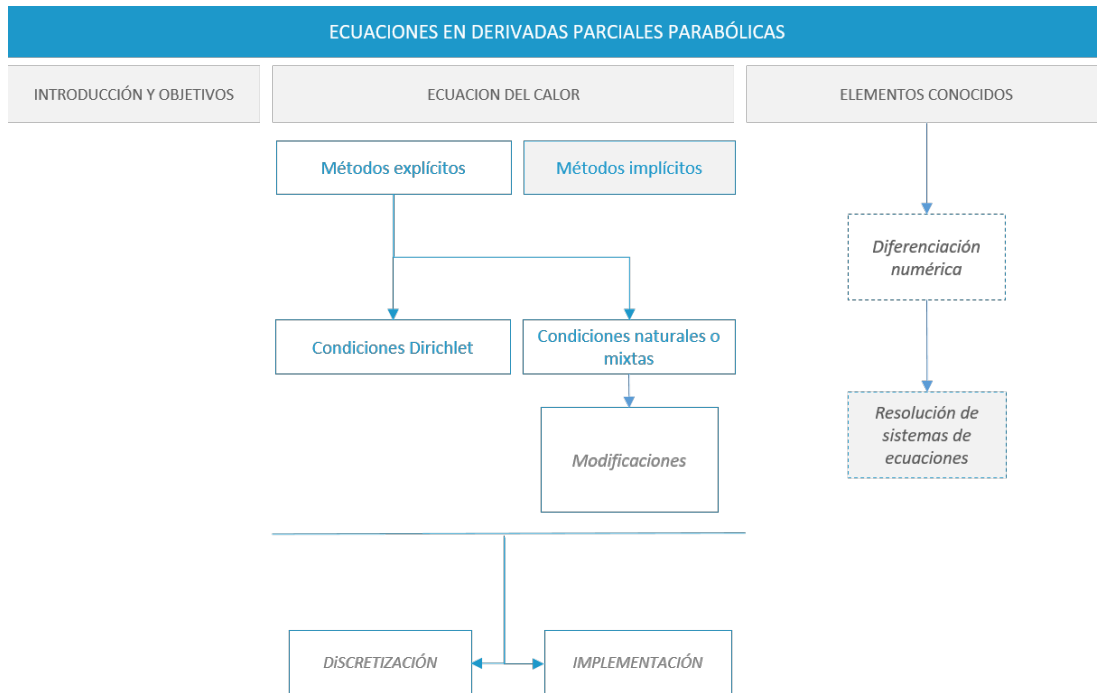 ECUACIONES EN DERIVADAS PARCIALES PARABÓLICAS
INTRODUCCIÓN Y OBJETIVOS
ECUACION DEL CALOR
ELEMENTOS CONOCIDOS
Métodos explícitos
Métodos implícitos
Diferenciación
numérica
Condiciones Dirichlet
Condiciones naturales o
mixtas
Resolución de
sistemas de
ecuaciones
Modificaciones
DiSCRETIZACIÓN
IMPLEMENTACIÓN